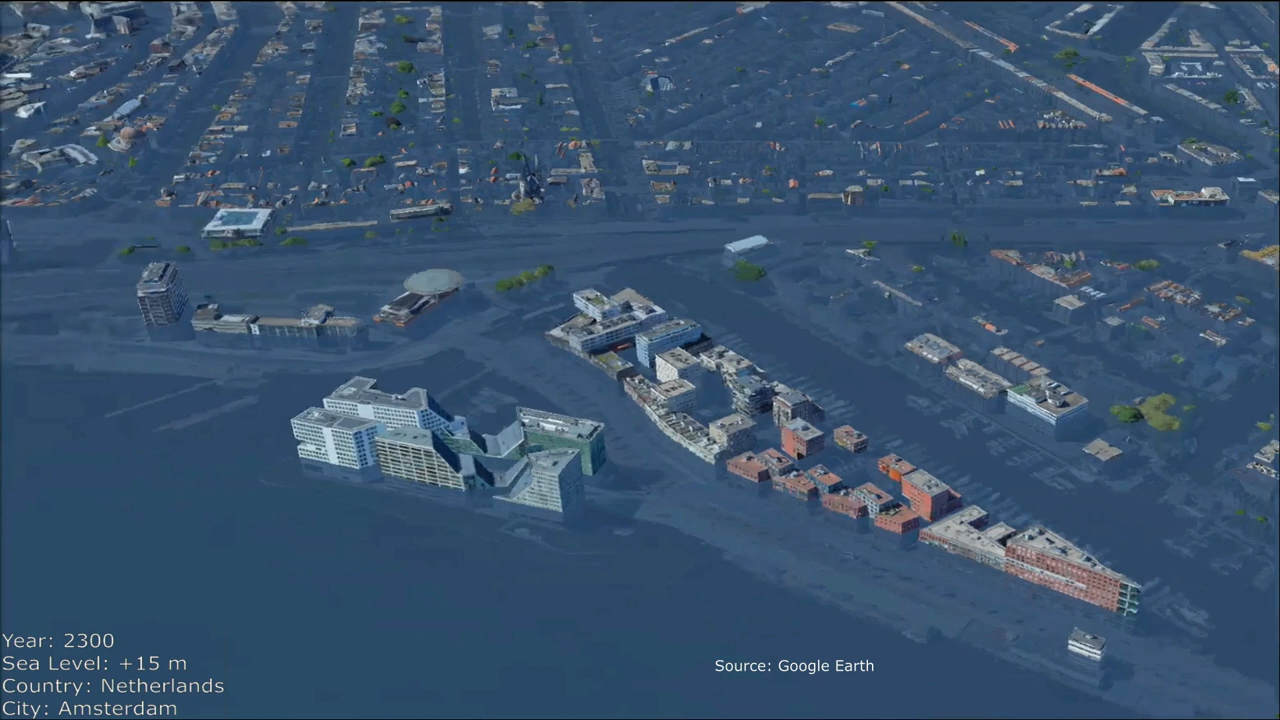 Year: 2300
Sea Level: +15 m
Country: Netherlands
City: Amsterdam
Source: Google Earth